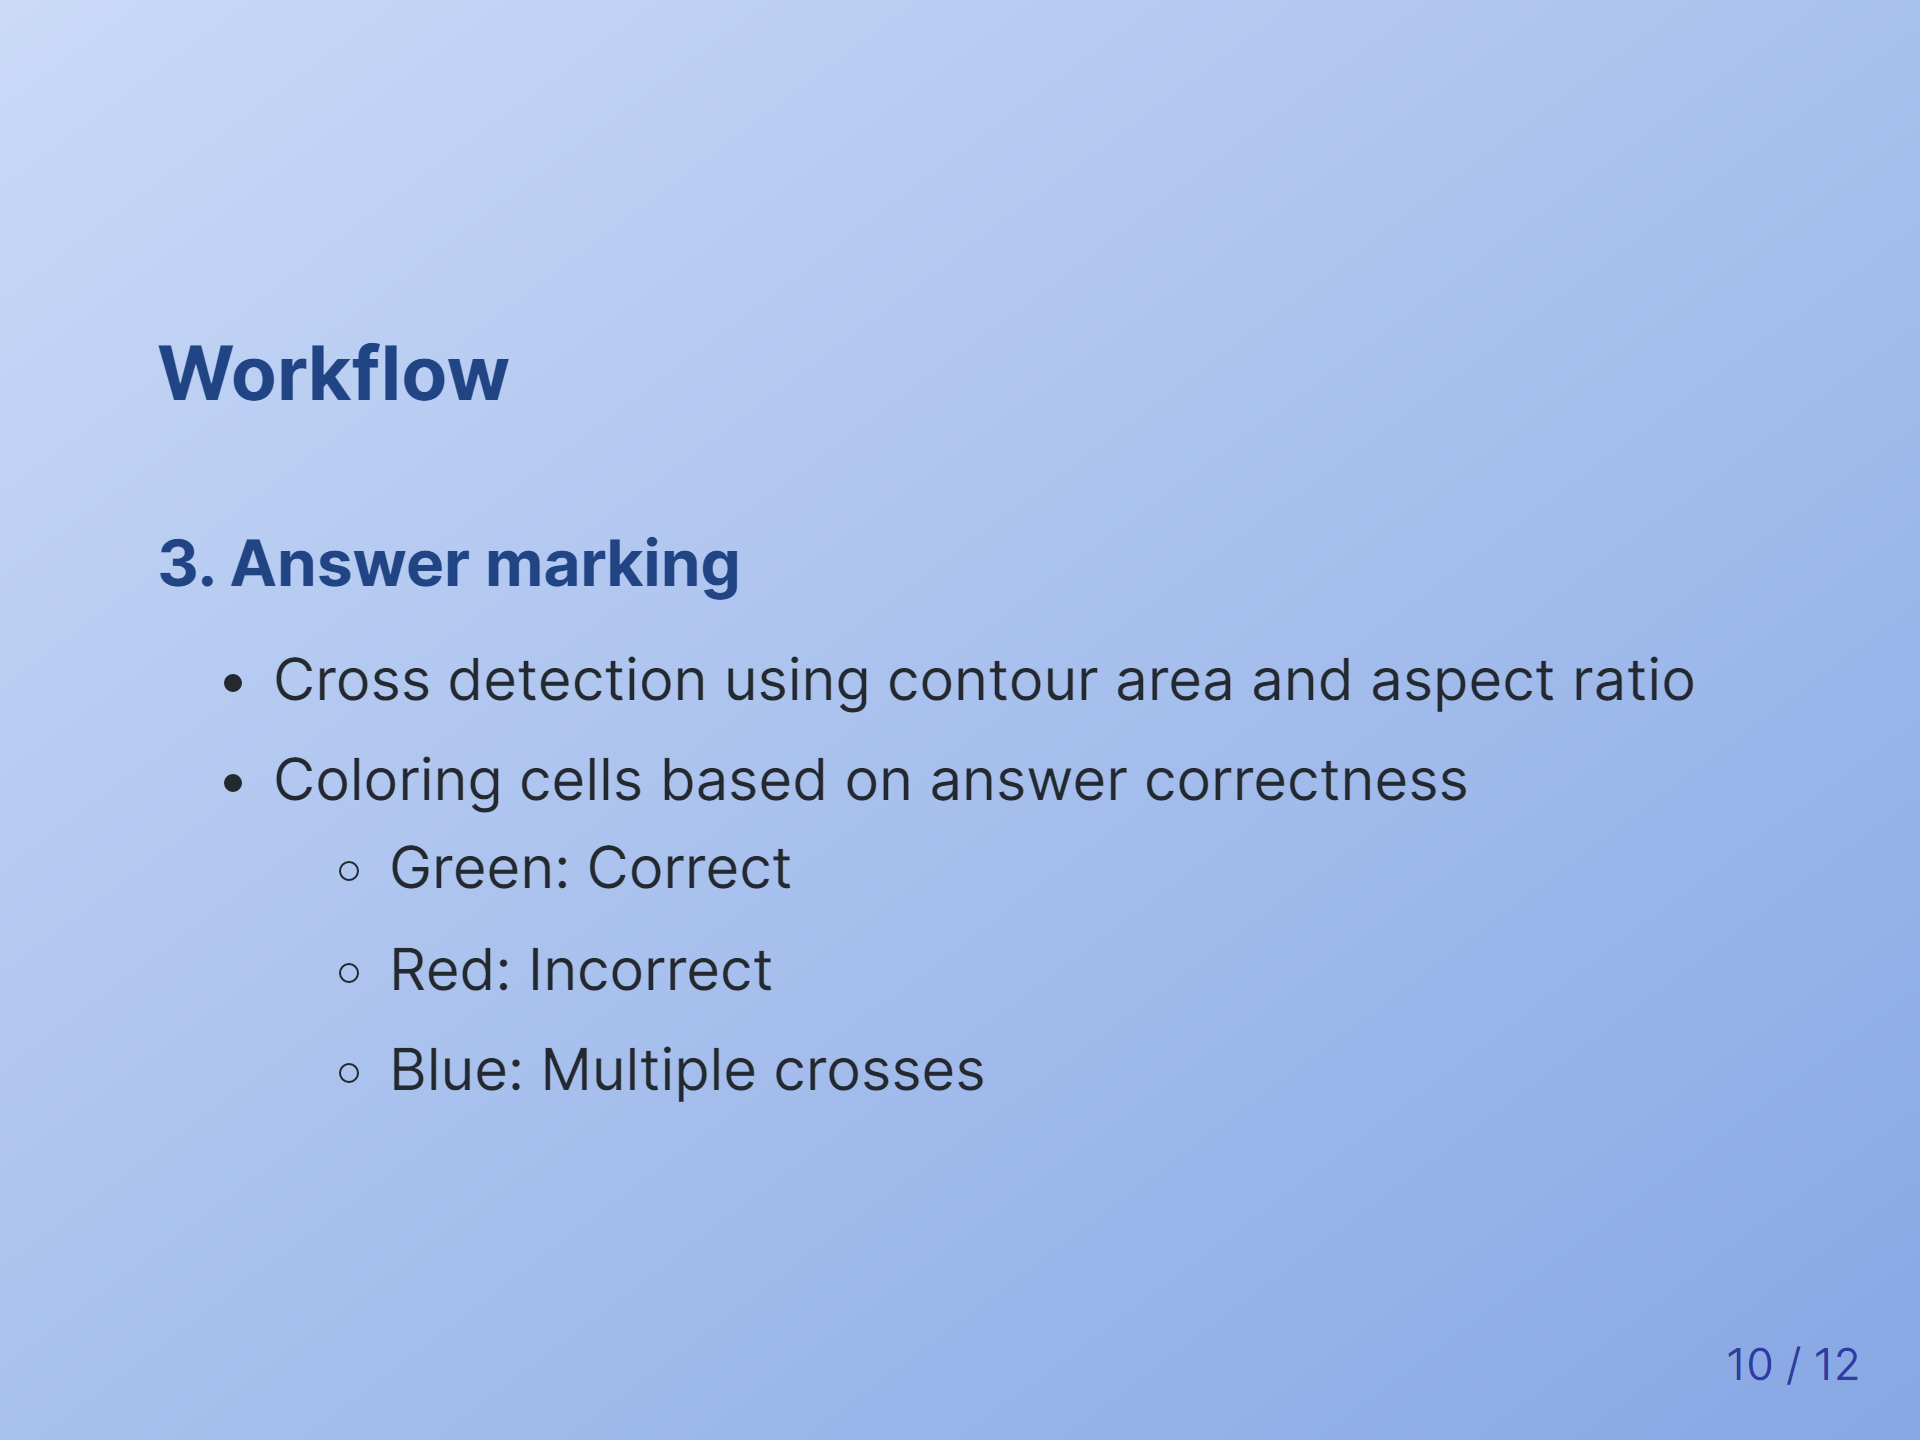 Workflow
3. Answer marking
• Cross detection using contour area and aspect ratio
• Coloring cells based on answer correctness
◦ Green: Correct
◦ Red: Incorrect
◦ Blue: Multiple crosses
10 / 12